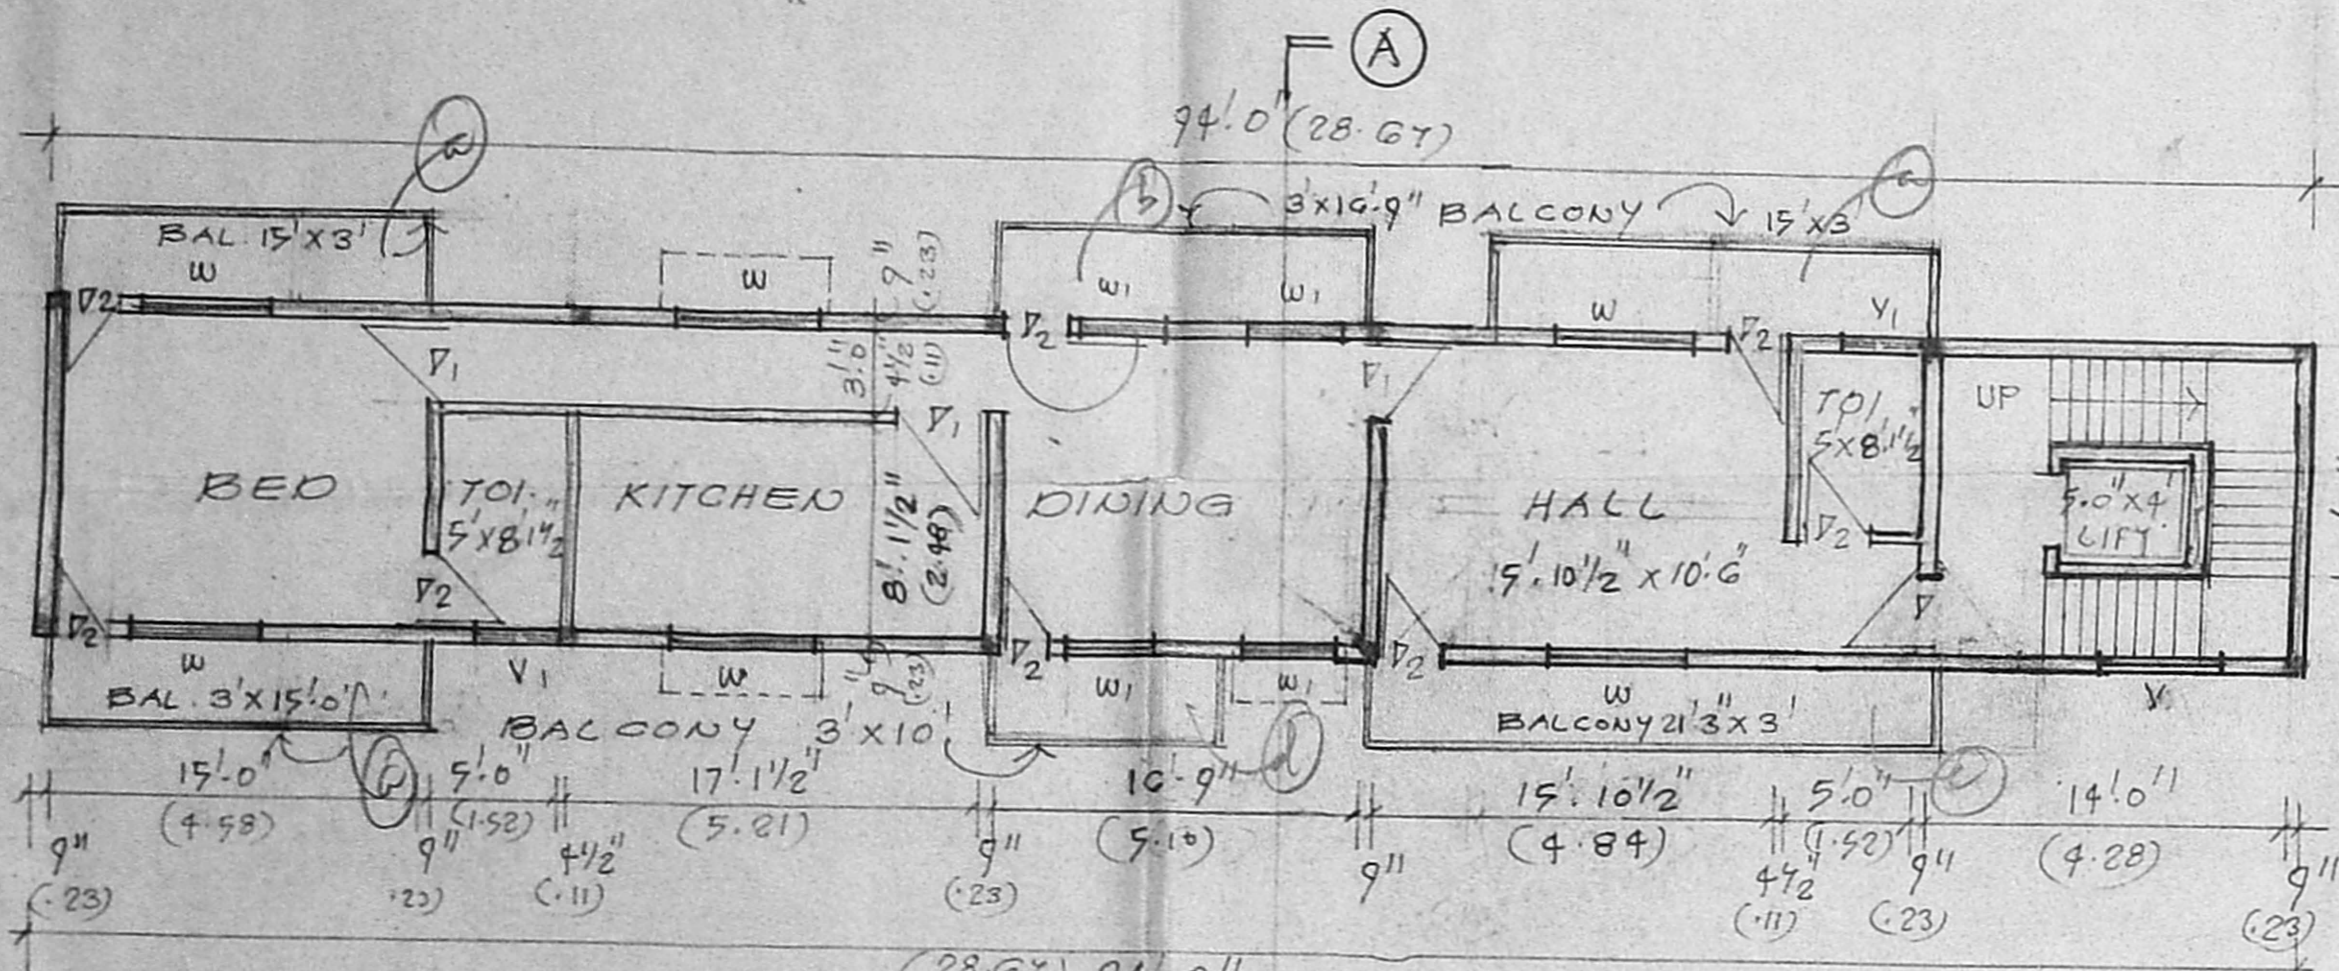 A
94'.0" (28.67)
a
b
a
3'X16'-9" BALCONY
15'X3'
BAL. 15'X3'
W
W
9"
(.23)
W1
W1
W
V1
D2
D2
D2
D1
3'.0"
4½"
(.11)
D1
D1
TOI.
5'X8'.1½"
UP
BED
TOI.
5'X8'.1½"
KITCHEN
8'.1½"
(2.48)
DINING
HALL
15'.10½" X 10'.6"
5'.0"X4'
LIFT
D2
D2
D
D2
D2
D2
W
V1
W
9"
(.23)
W1
W1
W
V
BAL. 3'X15'.0"
BALCONY 3'X10'
BALCONY 21'3"X3'
d
15'.0"
5'.0"
17'.1½"
16'-9"
15'.10½"
5'.0"
14'.0"
(4.58)
(1.52)
(5.21)
(5.10)
(4.84)
(1.52)
(4.28)
9"
9"
4½"
9"
9"
4½"
9"
9"
(.23)
.23)
(.11)
(.23)
(.11)
(.23)
(.23)